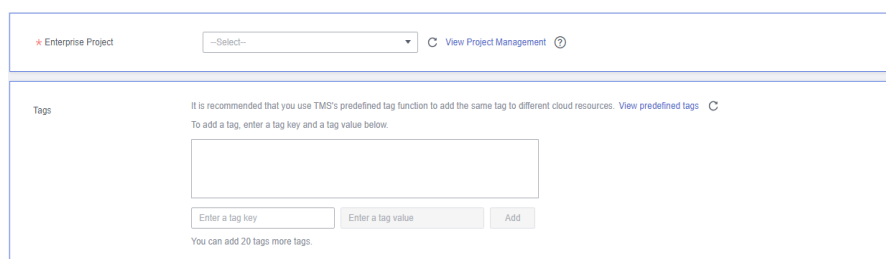 * Enterprise Project
--Select--
View Project Management ?
Tags
It is recommended that you use TMS's predefined tag function to add the same tag to different cloud resources. View predefined tags
To add a tag, enter a tag key and a tag value below.
Enter a tag key
Enter a tag value
Add
You can add 20 tags more tags.